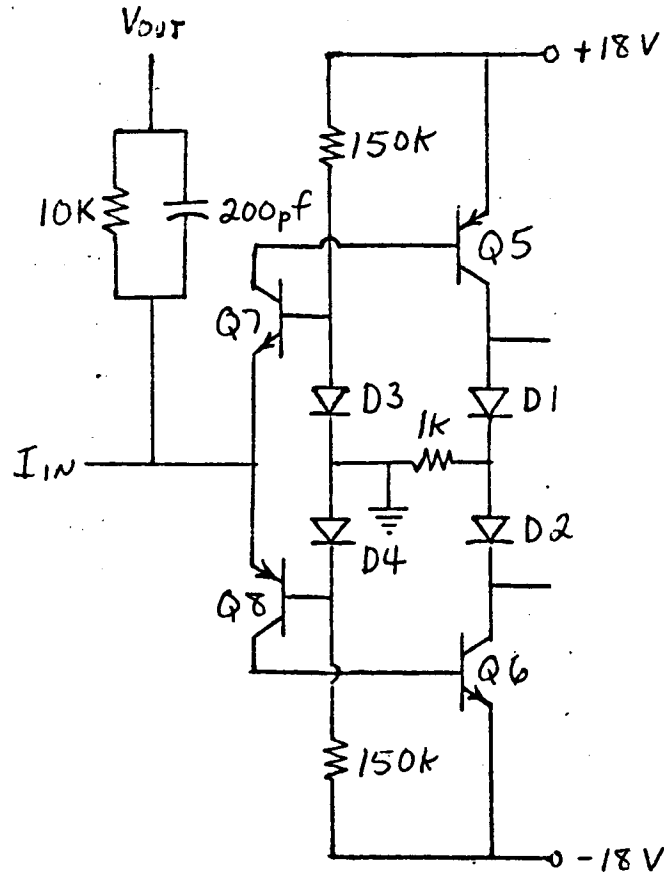 VOUT
+18V
150K
10K
200pf
Q5
Q7
D3
D1
1K
IIN
D2
D4
Q8
Q6
150K
-18V